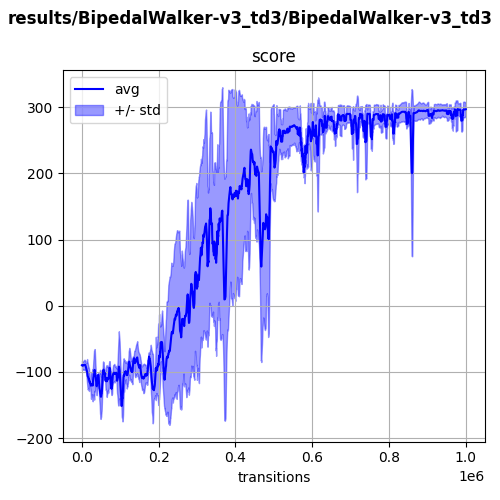 results/BipedalWalker-v3_td3/BipedalWalker-v3_td3
score
avg
+/- std
300
200
100
0
−100
−200
0.0 0.2 0.4 0.6 0.8 1.0
1e6
transitions